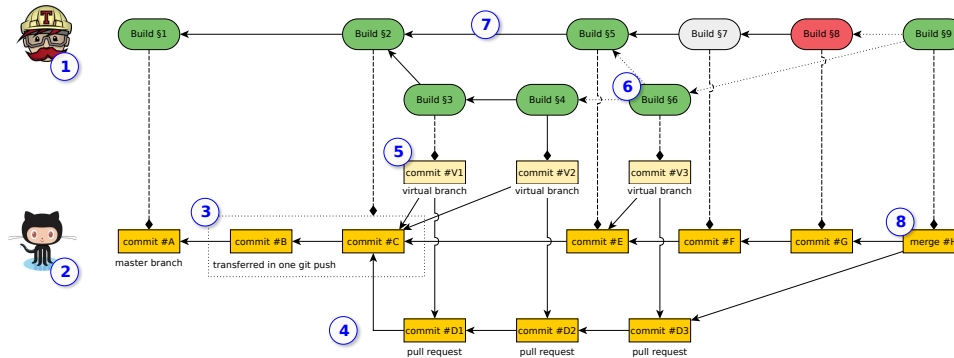 T
7
Build §1
Build §2
Build §5
Build §7
Build §8
Build §9
1
6
Build §3
Build §4
Build §6
5
commit #V1
commit #V2
commit #V3
virtual branch
virtual branch
virtual branch
3
8
commit #A
commit #B
commit #C
commit #E
commit #F
commit #G
merge #H
master branch
transferred in one git push
2
4
commit #D1
commit #D2
commit #D3
pull request
pull request
pull request